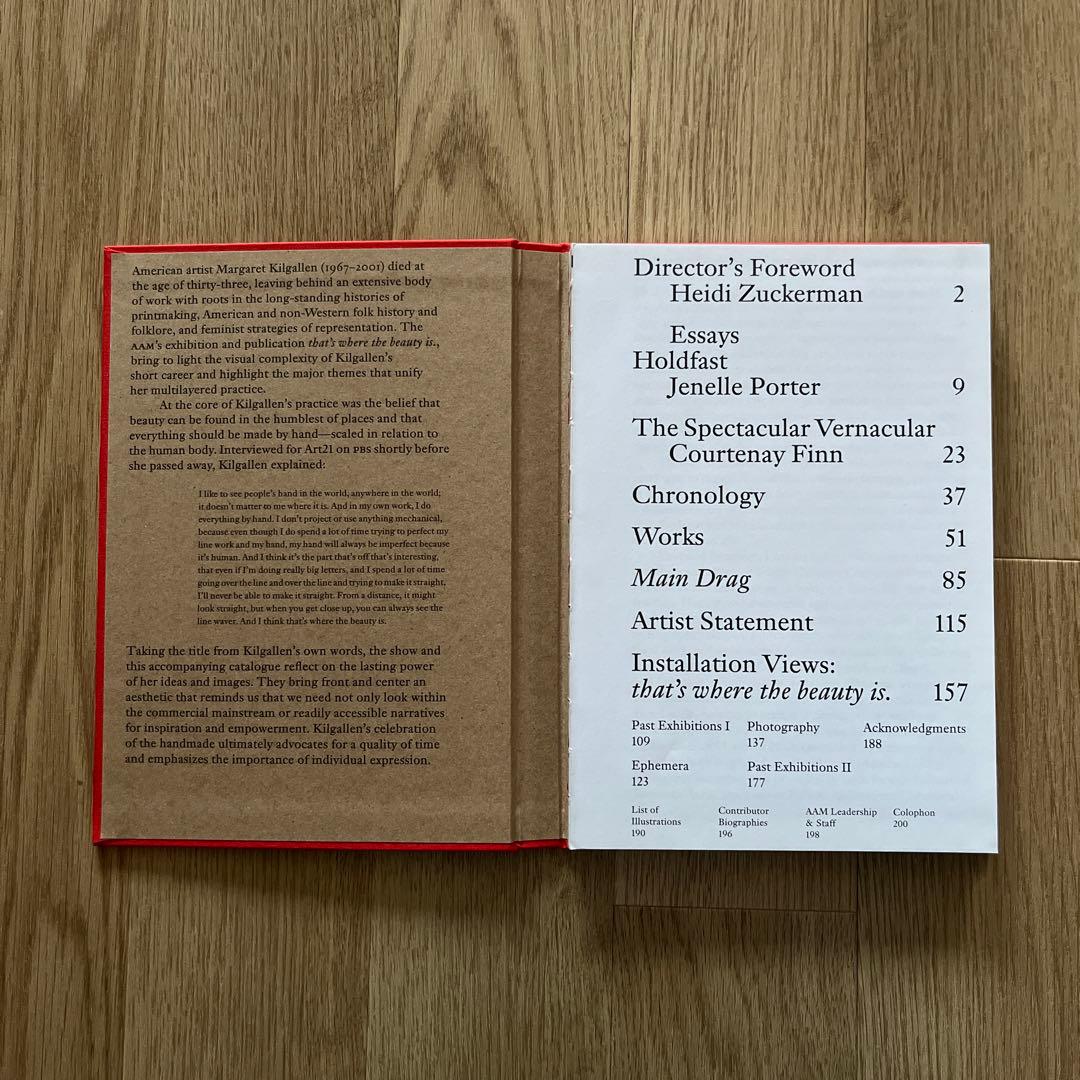 American artist Margaret Kilgallen (1967–2001) died at
the age of thirty-three, leaving behind an extensive body
of work with roots in the long-standing histories of
printmaking, American and non-Western folk history and
folklore, and feminist strategies of representation. The
AAM's exhibition and publication that's where the beauty is.,
bring to light the visual complexity of Kilgallen's
short career and highlight the major themes that unify
her multilayered practice.
At the core of Kilgallen's practice was the belief that
beauty can be found in the humblest of places and that
everything should be made by hand—scaled in relation to
the human body. Interviewed for Art21 on PBS shortly before
she passed away, Kilgallen explained:
I like to see people's hand in the world, anywhere in the world;
it doesn't matter to me where it is. And in my own work, I do
everything by hand. I don't project or use anything mechanical,
because even though I do spend a lot of time trying to perfect my
line work and my hand, my hand will always be imperfect because
it's human. And I think it's the part that's off that's interesting,
that even if I'm doing really big letters, and I spend a lot of time
going over the line and over the line and trying to make it straight,
I'll never be able to make it straight. From a distance, it might
look straight, but when you get close up, you can always see the
line waver. And I think that's where the beauty is.
Taking the title from Kilgallen's own words, the show and
this accompanying catalogue reflect on the lasting power
of her ideas and images. They bring front and center an
aesthetic that reminds us that we need not only look within
the commercial mainstream or readily accessible narratives
for inspiration and empowerment. Kilgallen's celebration
of the handmade ultimately advocates for a quality of time
and emphasizes the importance of individual expression.
Director's Foreword
Heidi Zuckerman 2
Essays
Holdfast
Jenelle Porter 9
The Spectacular Vernacular
Courtenay Finn 23
Chronology 37
Works 51
Main Drag 85
Artist Statement 115
Installation Views:
that's where the beauty is. 157
Past Exhibitions I Photography Acknowledgments
109 137 188
Ephemera Past Exhibitions II
123 177
List of Contributor AAM Leadership Colophon
Illustrations Biographies & Staff 200
190 196 198